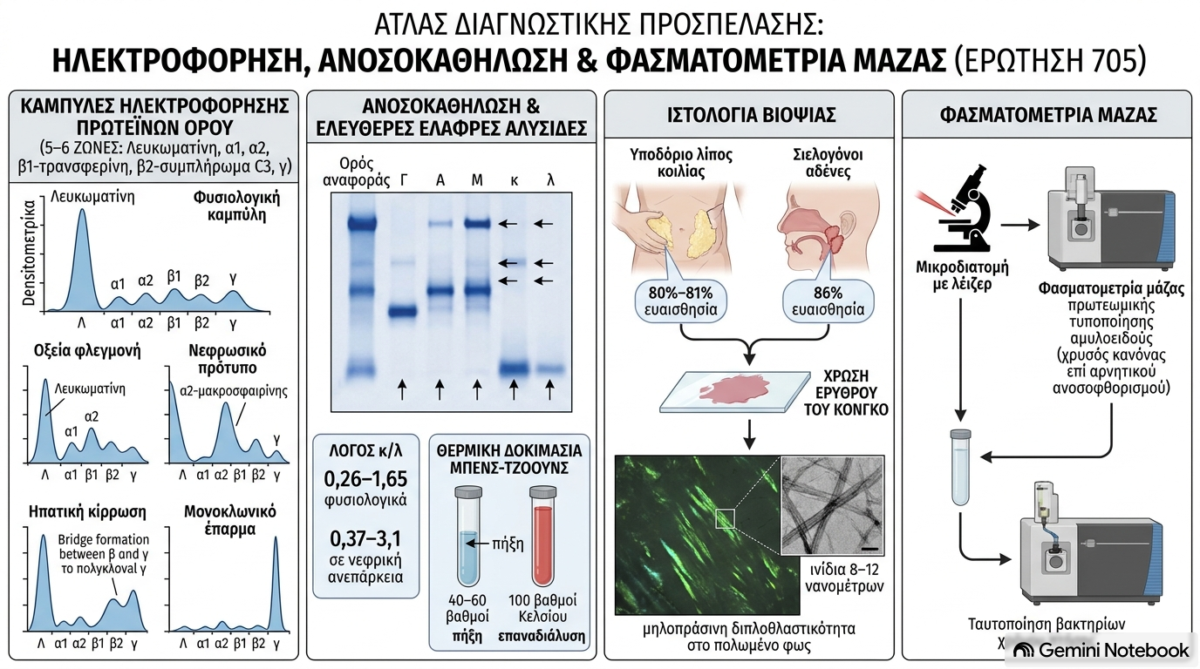 ΑΤΛΑΣ ΔΙΑΓΝΩΣΤΙΚΗΣ ΠΡΟΣΠΕΛΑΣΗΣ:
ΗΛΕΚΤΡΟΦΟΡΗΣΗ, ΑΝΟΣΟΚΑΘΗΛΩΣΗ & ΦΑΣΜΑΤΟΜΕΤΡΙΑ ΜΑΖΑΣ (ΕΡΩΤΗΣΗ 705)
ΚΑΜΠΥΛΕΣ ΗΛΕΚΤΡΟΦΟΡΗΣΗΣ
ΠΡΩΤΕΪΝΩΝ ΟΡΟΥ
(5–6 ΖΩΝΕΣ: Λευκωματίνη, α1, α2,
β1-τρανσφερίνη, β2-συμπλήρωμα C3, γ)
Λευκωματίνη
Φυσιολογική
καμπύλη
Densitομετρικα
α1 α2 β1 β2 γ
Λ α1 α2 β1 β2 γ
Οξεία φλεγμονή
Λευκωματίνη
α1
α2
Λ α1 α2 β1 β2 γ
Νεφρωσικό
πρότυπο
α2-μακροσφαιρίνης
γ
Λ α1 α2 β1 β2 γ
Ηπατική κίρρωση
Bridge formation
between β and γ
το πολyκloναl γ
Λ α1 α2 β1 β2 γ
Μονοκλωνικό
έπαρμα
Λ α1 α2 β1 β2 γ
ΑΝΟΣΟΚΑΘΗΛΩΣΗ &
ΕΛΕΥΘΕΡΕΣ ΕΛΑΦΡΕΣ ΑΛΥΣΙΔΕΣ
Ορός
αναφοράς Γ Α Μ κ λ
ΛΟΓΟΣ κ/λ
0,26–1,65
φυσιολογικά
0,37–3,1
σε νεφρική
ανεπάρκεια
ΘΕΡΜΙΚΗ ΔΟΚΙΜΑΣΙΑ
ΜΠΕΝΣ-ΤΖΟΟΥΝΣ
πήξη
40–60
βαθμοί
πήξη
100 βαθμοί
Κελσίου
επαναδιάλυση
ΙΣΤΟΛΟΓΙΑ ΒΙΟΨΙΑΣ
Υποδόριο λίπος
κοιλίας
Σιελογόνοι
αδένες
80%–81%
ευαισθησία
86%
ευαισθησία
ΧΡΩΣΗ
ΕΡΥΘΡΟΥ
ΤΟΥ ΚΟΝΓΚΟ
ινίδια 8–12
νανομέτρων
μηλοπράσινη διπλοθλαστικότητα
στο πολωμένο φως
ΦΑΣΜΑΤΟΜΕΤΡΙΑ ΜΑΖΑΣ
Μικροδιατομή
με λέιζερ
Φασματομετρία μάζας
πρωτεωμικής
τυποποίησης
αμυλοειδούς
(χρυσός κανόνας
επί αρνητικού
ανοσοφθορισμού)
Ταυτοποίηση βακτηρίων
Gemini Notebook